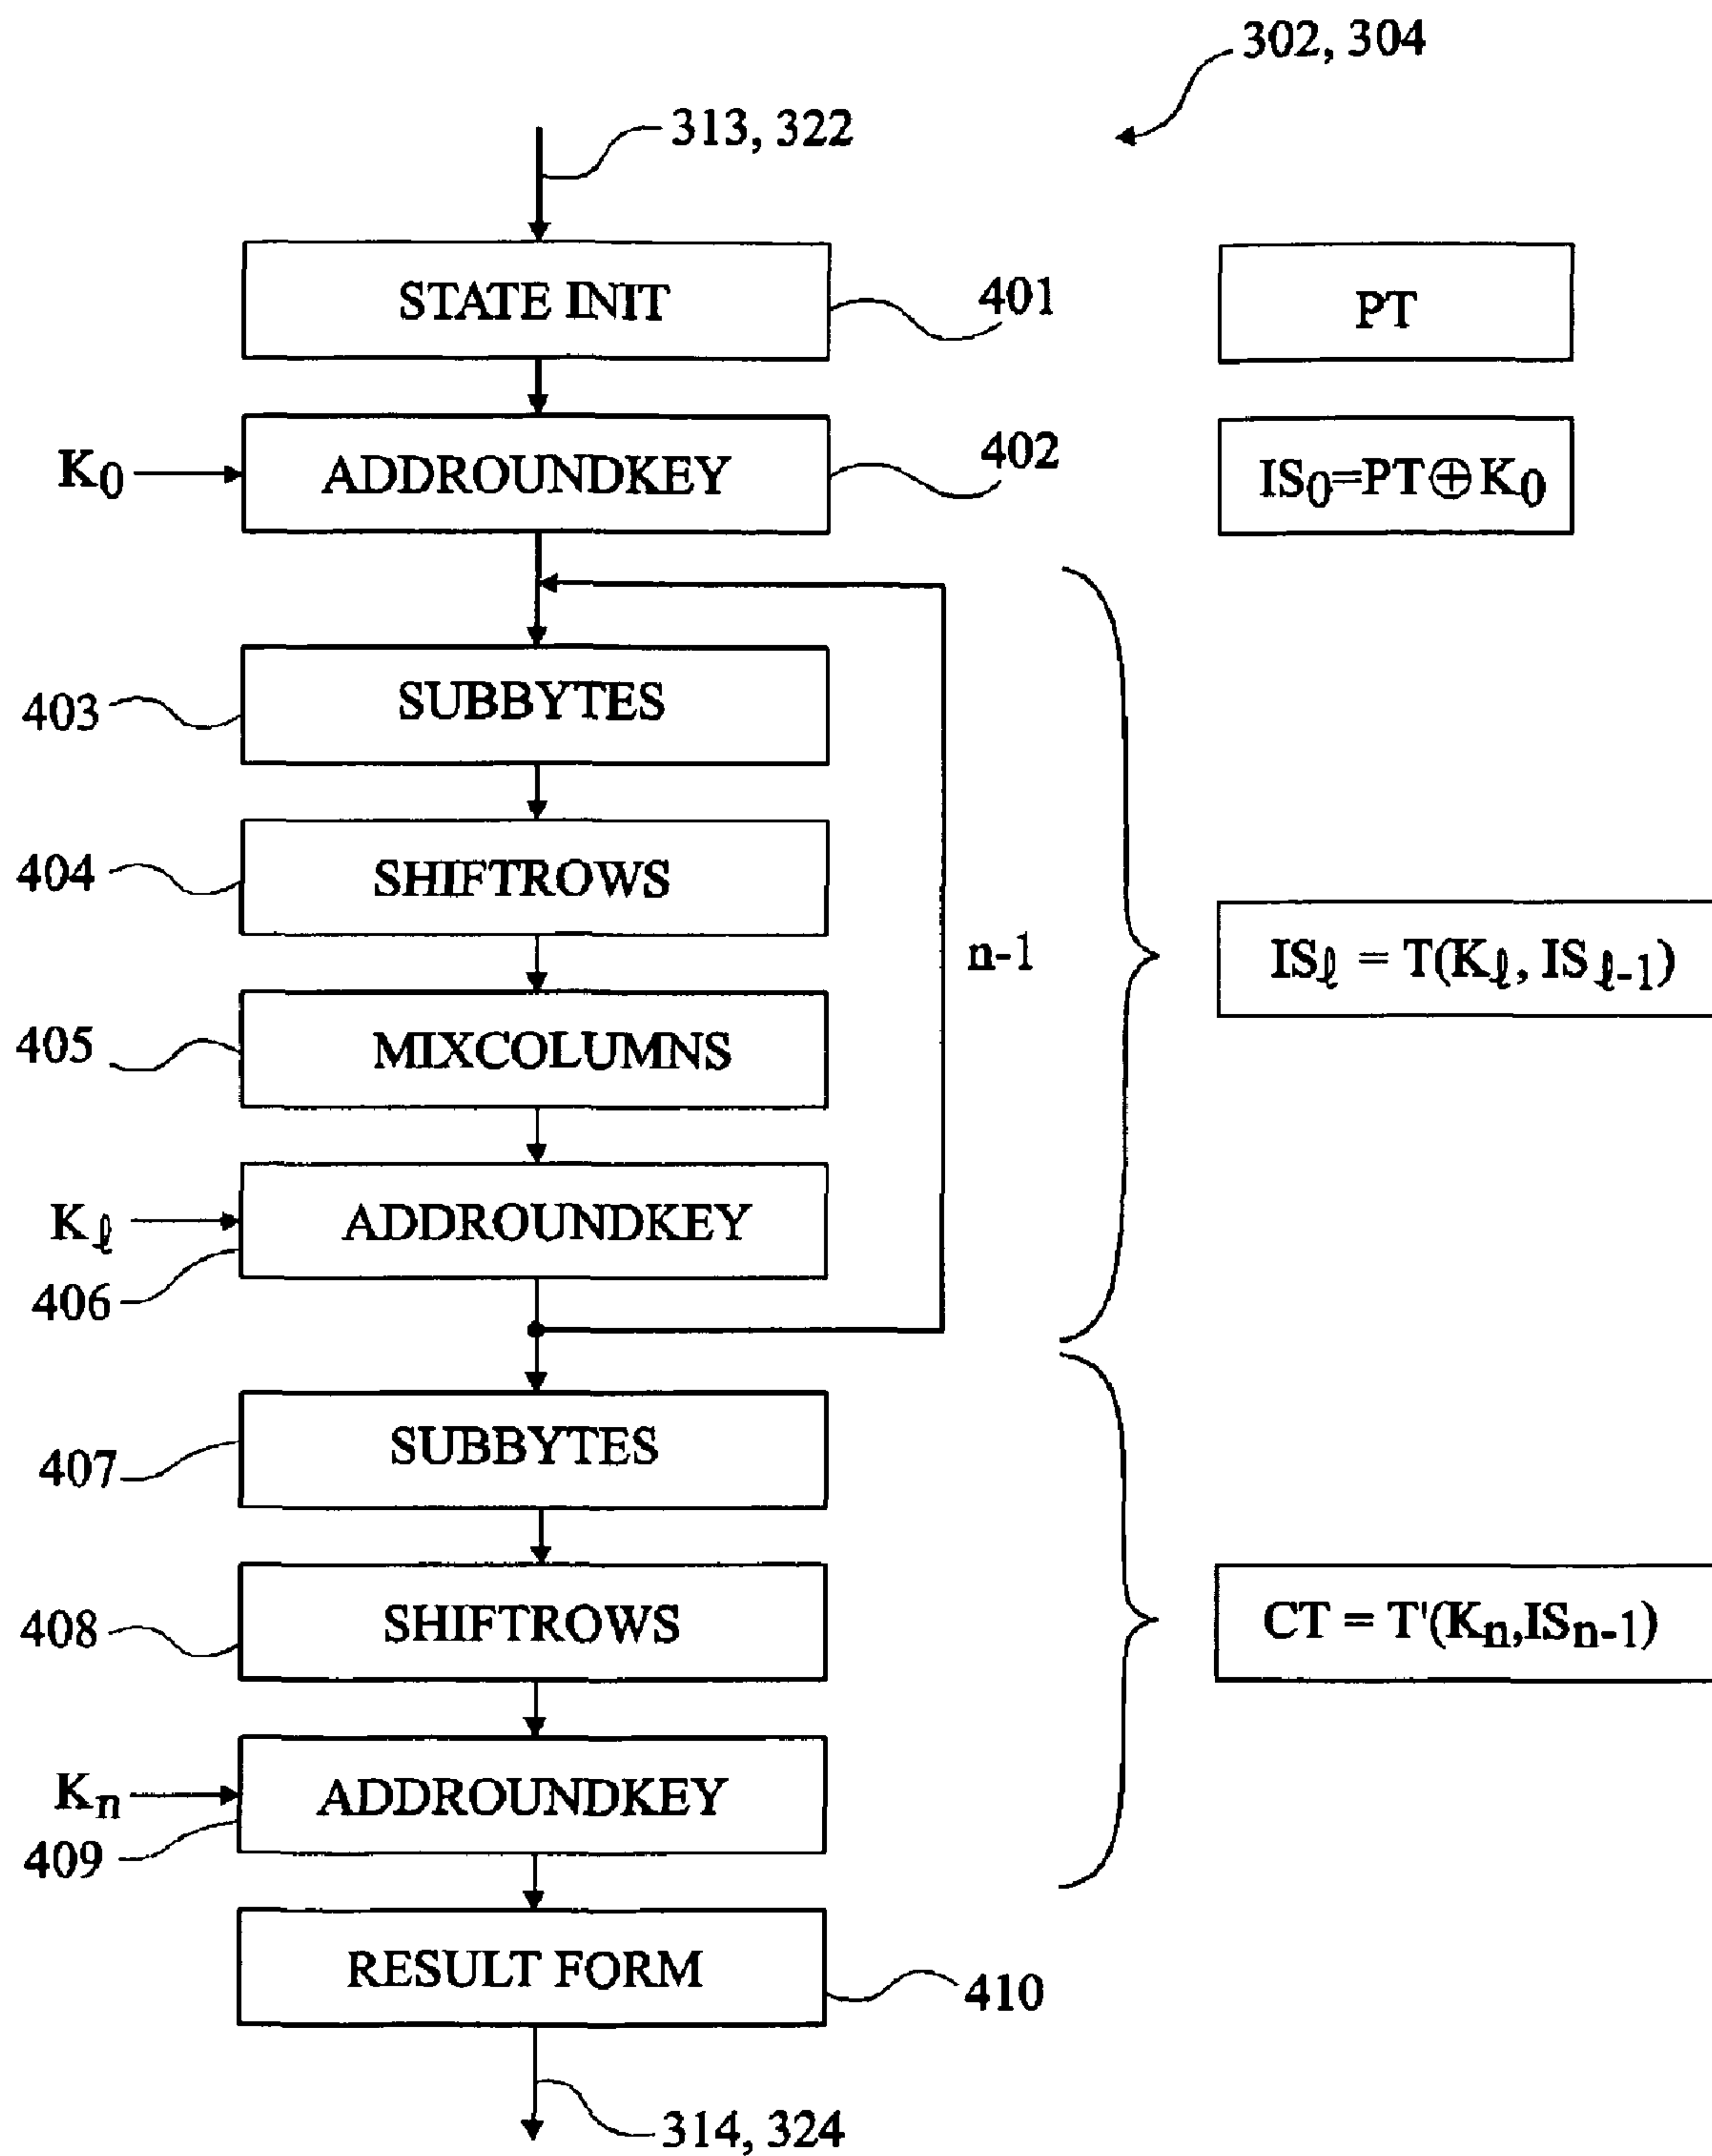 302, 304
313, 322
STATE INIT
401
PT
K₀
ADDROUNDKEY
402
IS₀=PT⊕K₀
403
SUBBYTES
404
SHIFTROWS
n-1
ISℓ = T(Kℓ, ISℓ-1)
405
MIXCOLUMNS
Kℓ
ADDROUNDKEY
406
407
SUBBYTES
408
SHIFTROWS
CT = T'(Kn,ISn-1)
Kn
ADDROUNDKEY
409
RESULT FORM
410
314, 324